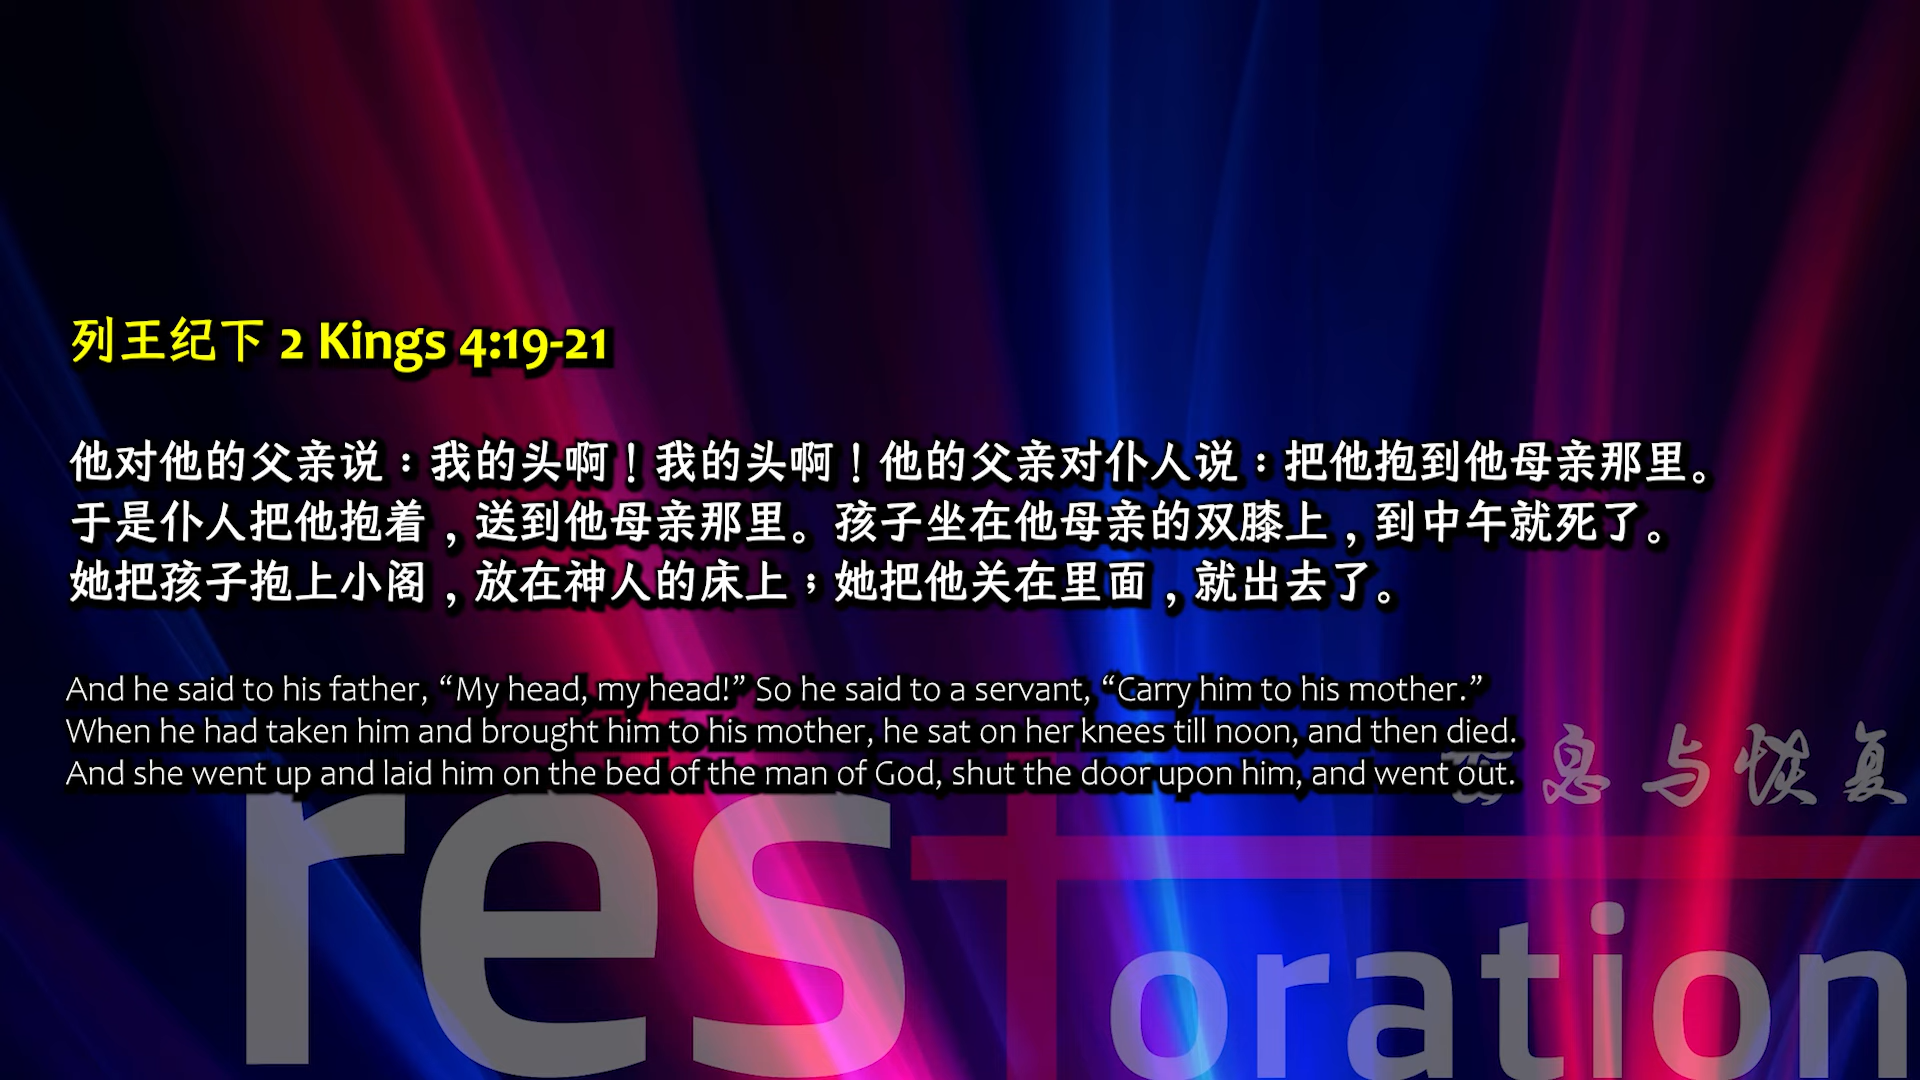 列王纪下 2 Kings 4:19-21
他对他的父亲说：我的头啊！我的头啊！他的父亲对仆人说：把他抱到他母亲那里。
于是仆人把他抱着，送到他母亲那里。孩子坐在他母亲的双膝上，到中午就死了。
她把孩子抱上小阁，放在神人的床上；她把他关在里面，就出去了。
And he said to his father, “My head, my head!” So he said to a servant, “Carry him to his mother.”
When he had taken him and brought him to his mother, he sat on her knees till noon, and then died.
And she went up and laid him on the bed of the man of God, shut the door upon him, and went out.
息与恢复
rest
oration